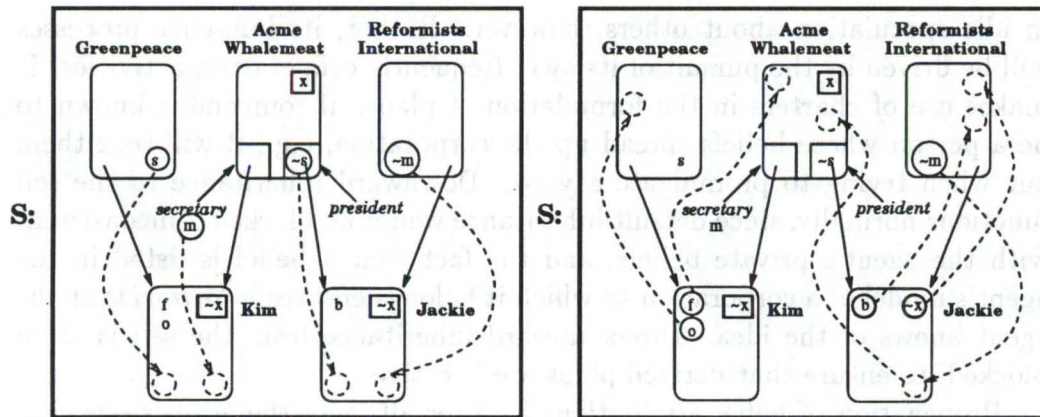 Greenpeace
Acme
Whalemeat
Reformists
International
x
s
~s
~m
S:
secretary
president
m
f
o
~x
Kim
b
~x
Jackie
Greenpeace
Acme
Whalemeat
Reformists
International
x
s
~s
~m
S:
secretary
president
m
f
o
~x
Kim
b
~x
Jackie